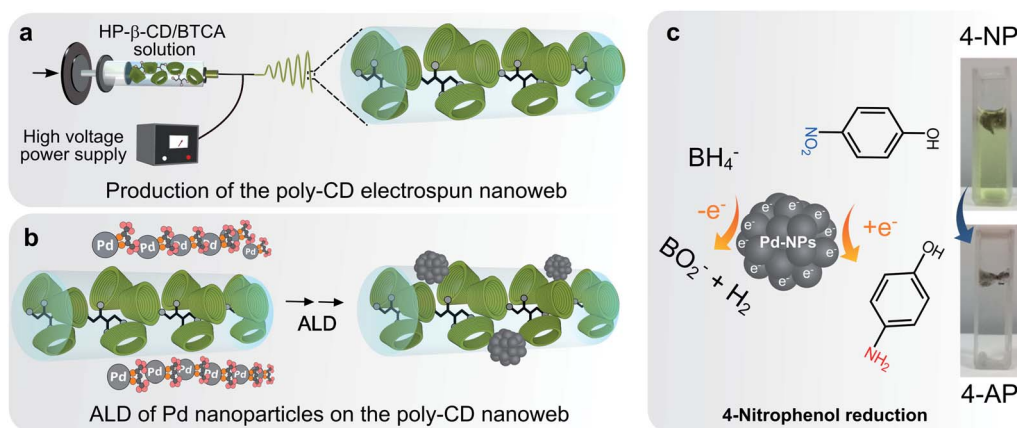 a
HP-β-CD/BTCA
solution
High voltage
power supply
Production of the poly-CD electrospun nanoweb
b
Pd Pd Pd Pd Pd Pd
ALD
Pd Pd Pd Pd Pd Pd
ALD of Pd nanoparticles on the poly-CD nanoweb
c
4-NP
NO₂
OH
BH₄⁻
-e⁻
e⁻ e⁻ e⁻ e⁻ e⁻ e⁻ e⁻ e⁻ e⁻ e⁻
Pd-NPs
+e⁻
BO₂⁻ + H₂
OH
NH₂
4-AP
4-Nitrophenol reduction